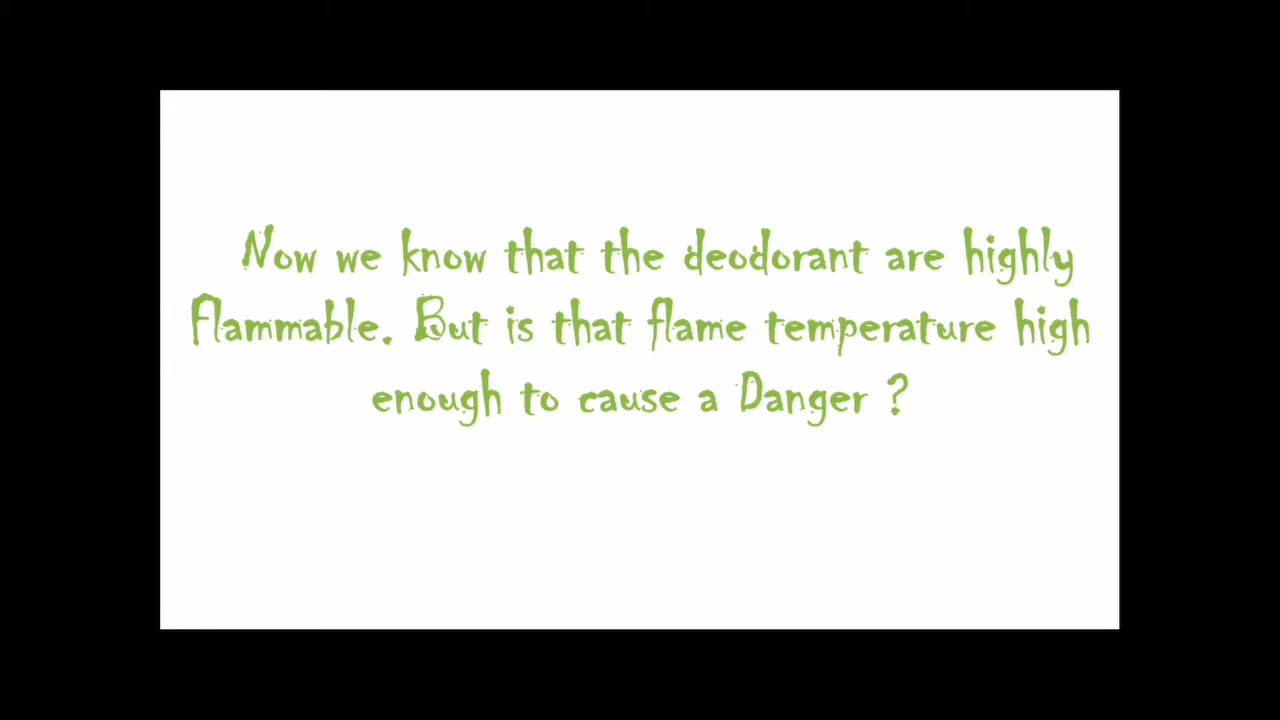 Now we know that the deodorant are highly
Flammable. But is that flame temperature high
enough to cause a Danger ?